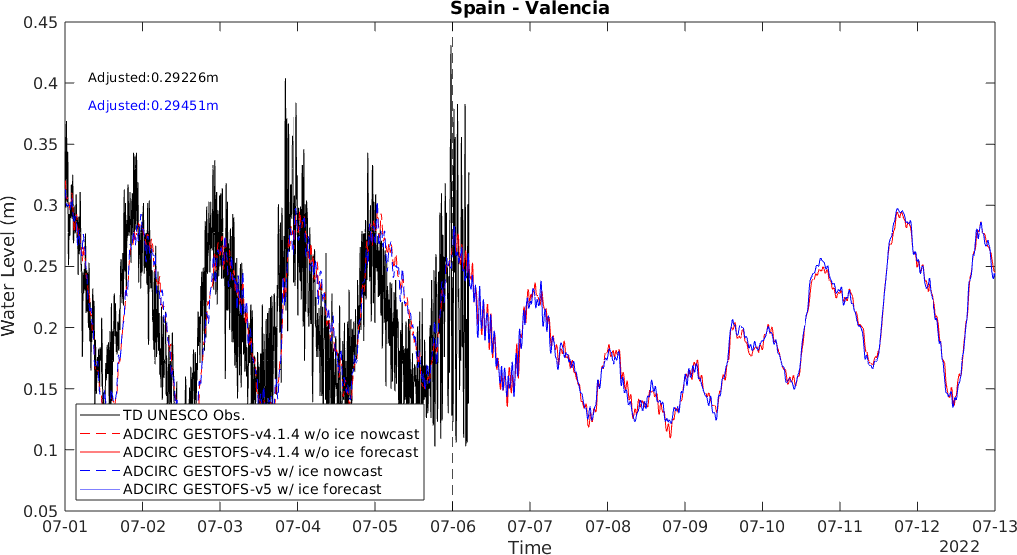 Spain - Valencia
Adjusted:0.29226m
Adjusted:0.29451m
Water Level (m)
0.45
0.4
0.35
0.3
0.25
0.2
0.15
0.1
0.05
TD UNESCO Obs.
ADCIRC GESTOFS-v4.1.4 w/o ice nowcast
ADCIRC GESTOFS-v4.1.4 w/o ice forecast
ADCIRC GESTOFS-v5 w/ ice nowcast
ADCIRC GESTOFS-v5 w/ ice forecast
07-01 07-02 07-03 07-04 07-05 07-06 07-07 07-08 07-09 07-10 07-11 07-12 07-13
Time
2022